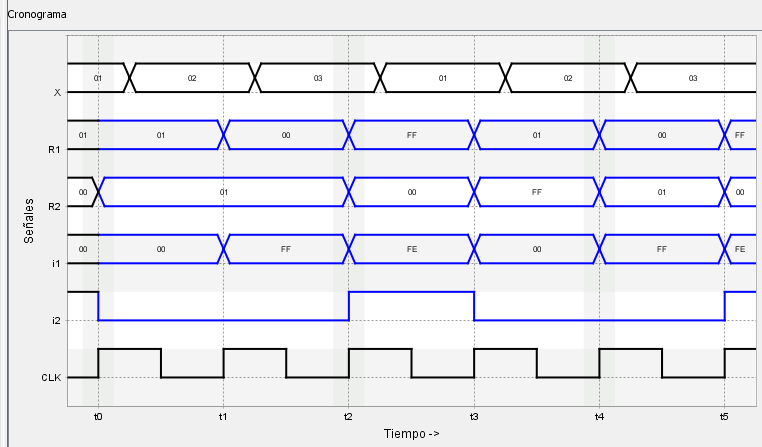 Cronograma
X 01 02 03 01 02 03
R1 01 01 00 FF 01 00 FF
R2 00 01 00 FF 01 00
i1 00 00 FF FE 00 FF FE
i2
CLK
Señales
t0 t1 t2 t3 t4 t5
Tiempo ->